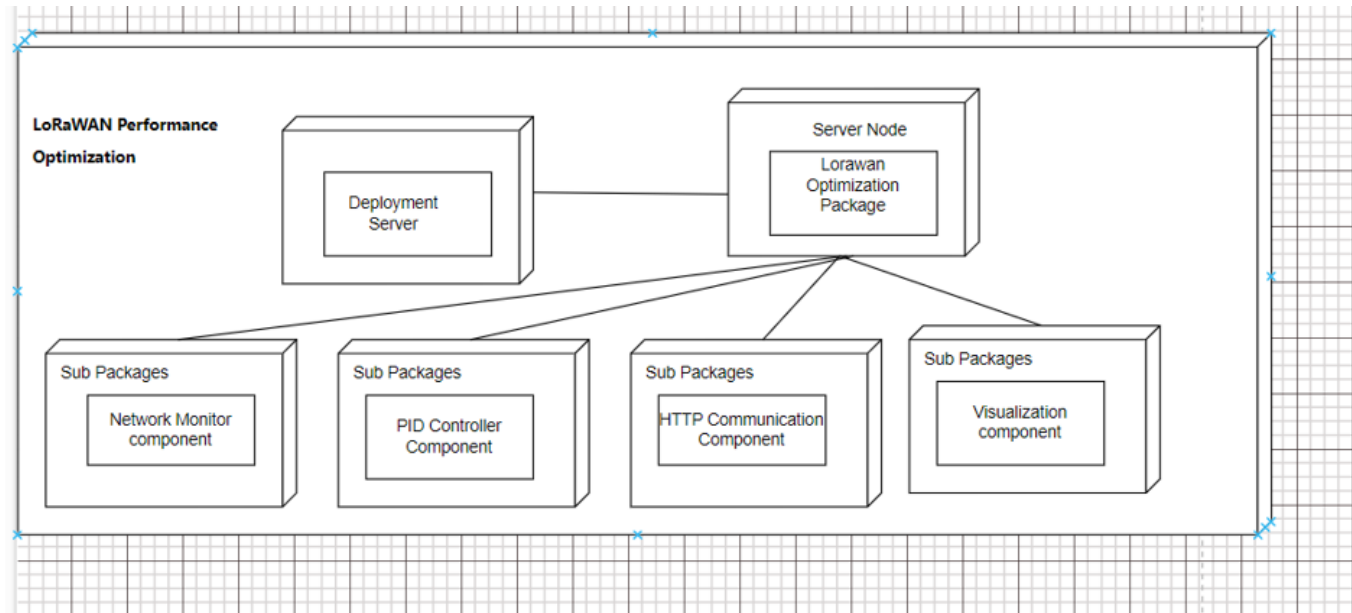 LoRaWAN Performance
Optimization
Deployment
Server
Server Node
Lorawan
Optimization
Package
Sub Packages
Network Monitor
component
Sub Packages
PID Controller
Component
Sub Packages
HTTP Communication
Component
Sub Packages
Visualization
component